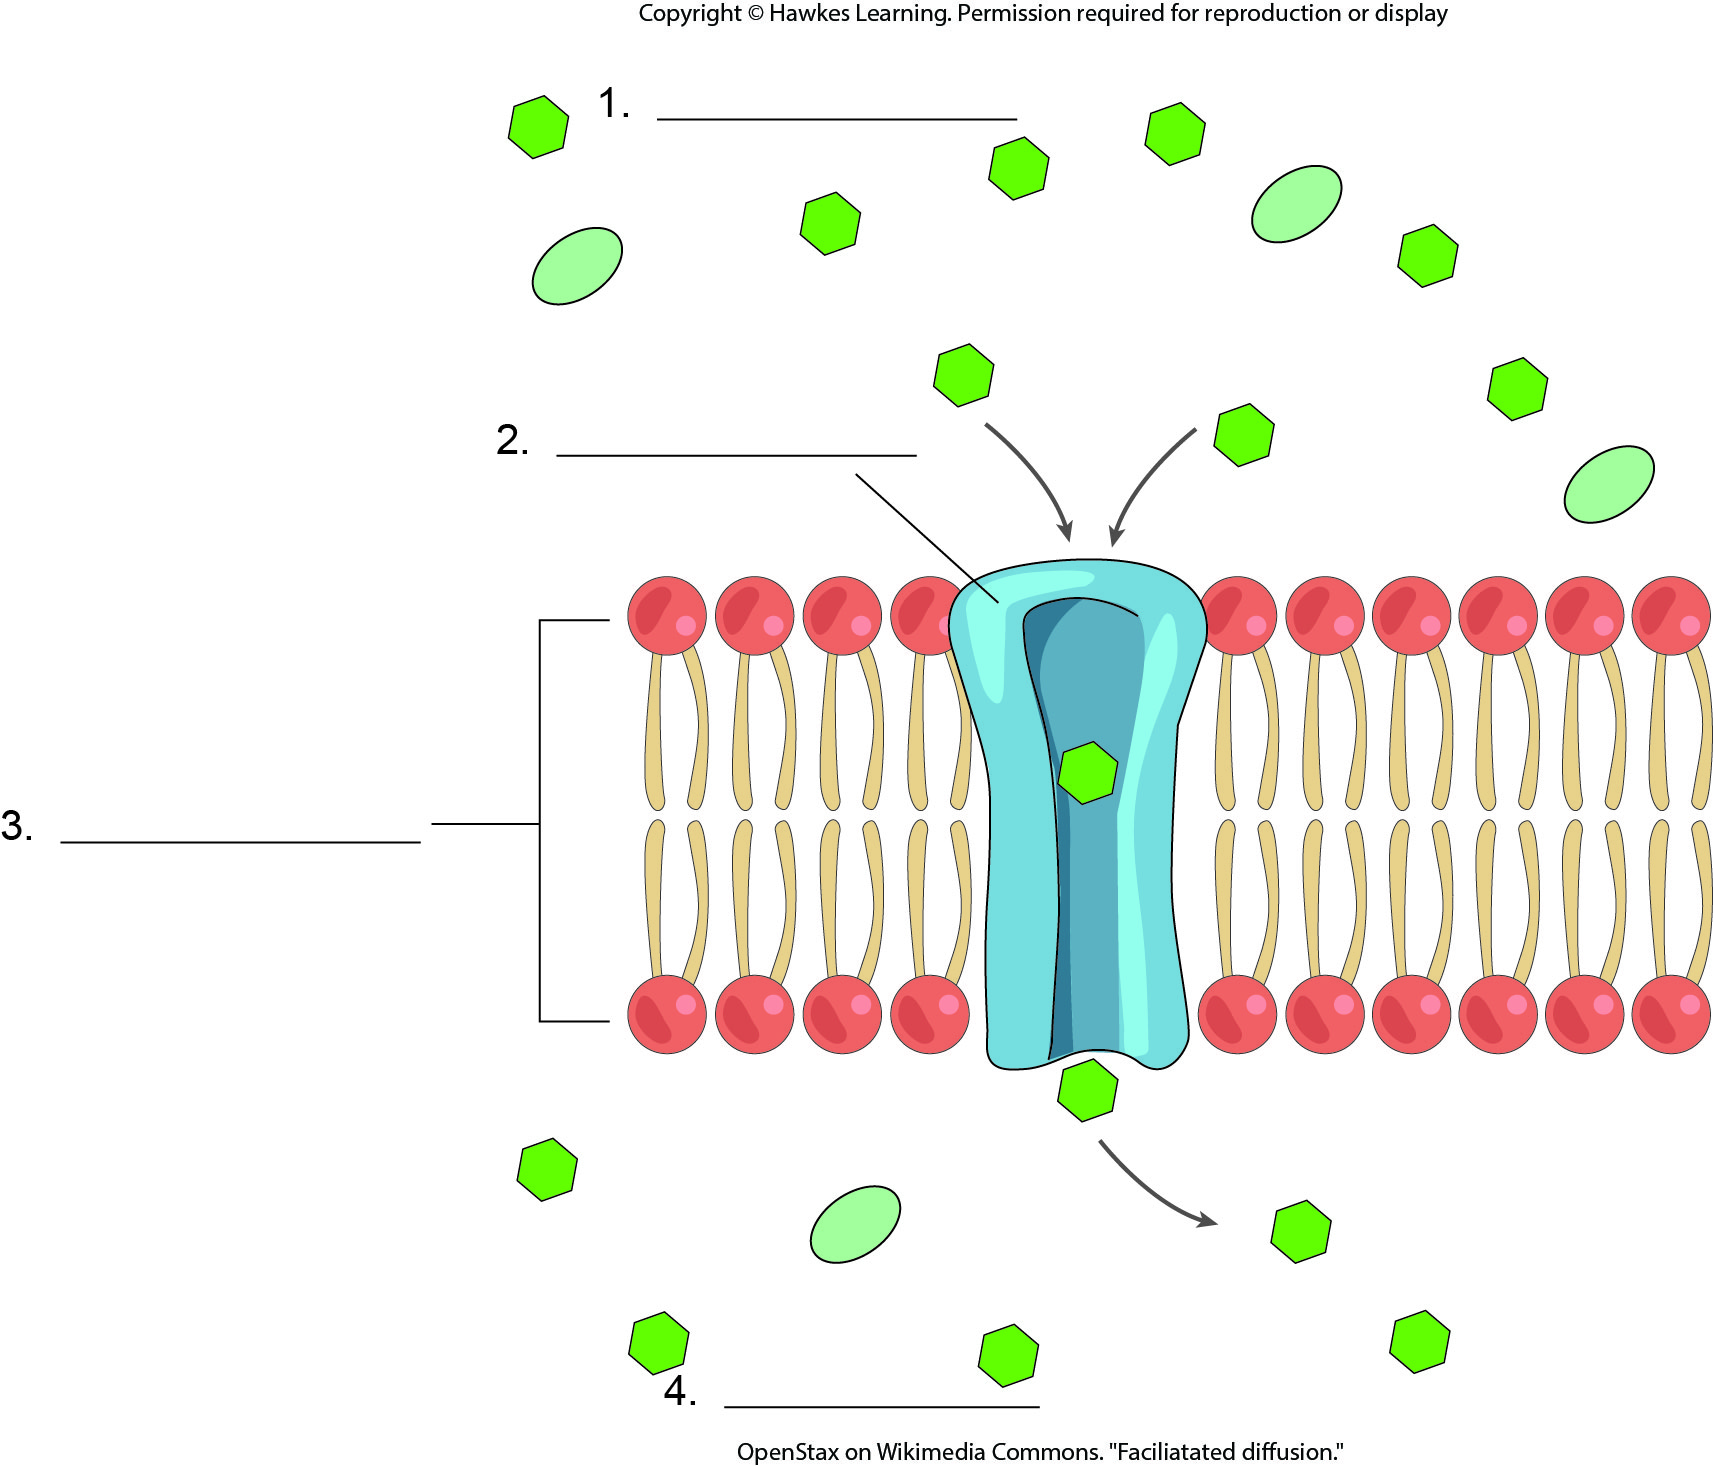 Copyright © Hawkes Learning. Permission required for reproduction or display
1.
2.
3.
4.
OpenStax on Wikimedia Commons. "Faciliatated diffusion."